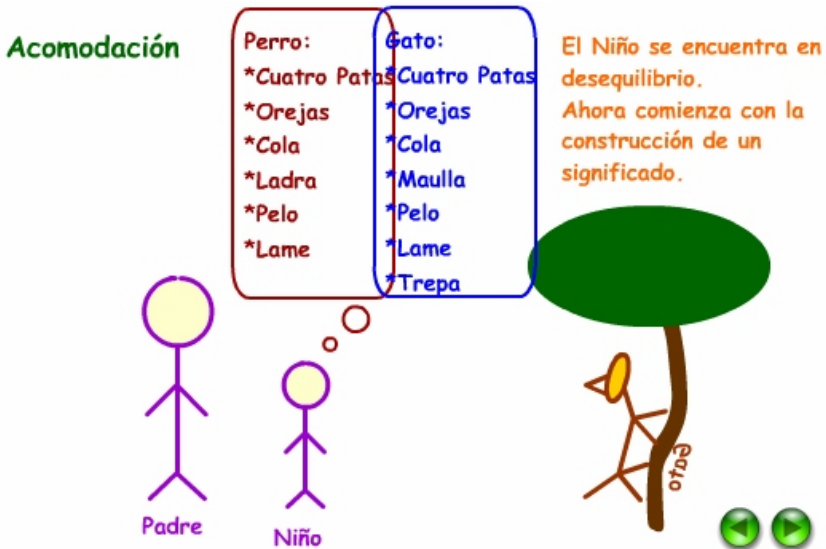 Acomodación
Perro:
*Cuatro Patas
*Orejas
*Cola
*Ladra
*Pelo
*Lame
Gato:
*Cuatro Patas
*Orejas
*Cola
*Maulla
*Pelo
*Lame
*Trepa
El Niño se encuentra en
desequilibrio.
Ahora comienza con la
construcción de un
significado.
Padre
Niño
Gato